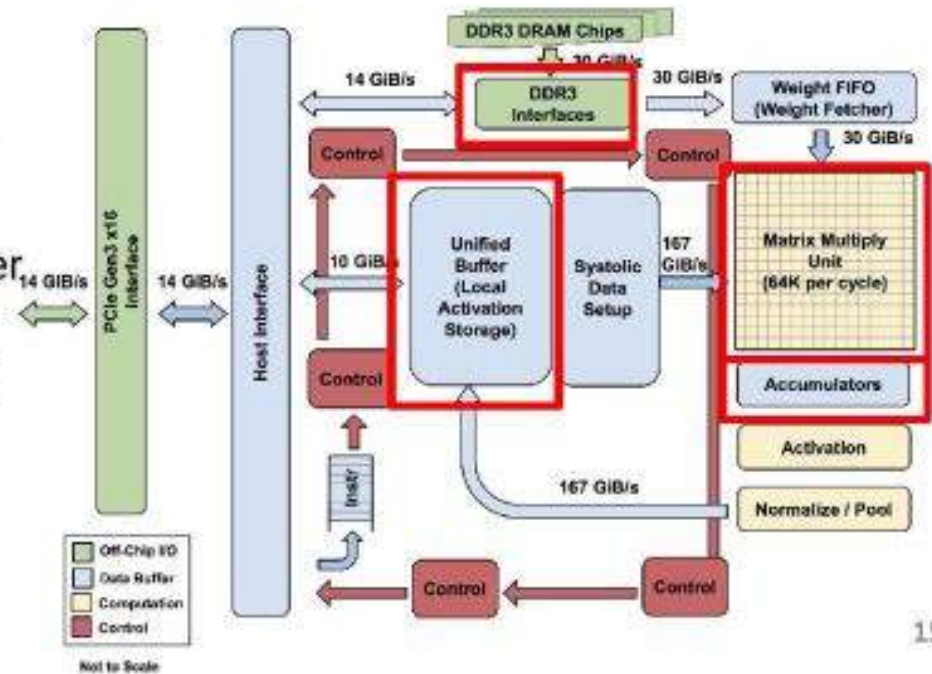 DDR3 DRAM Chips
30 GiB/s
14 GiB/s
DDR3
Interfaces
30 GiB/s
Weight FIFO
(Weight Fetcher)
30 GiB/s
Control
Control
PCIe Gen3 x16
Interface
Host Interface
er
14 GiB/s
14 GiB/s
10 GiB/s
Unified
Buffer
(Local
Activation
Storage)
Systolic
Data
Setup
167
GiB/s
Matrix Multiply
Unit
(64K per cycle)
Control
Accumulators
Activation
Instr
167 GiB/s
Normalize / Pool
Off-Chip I/O
Data Buffer
Computation
Control
Control
Control
Not to Scale